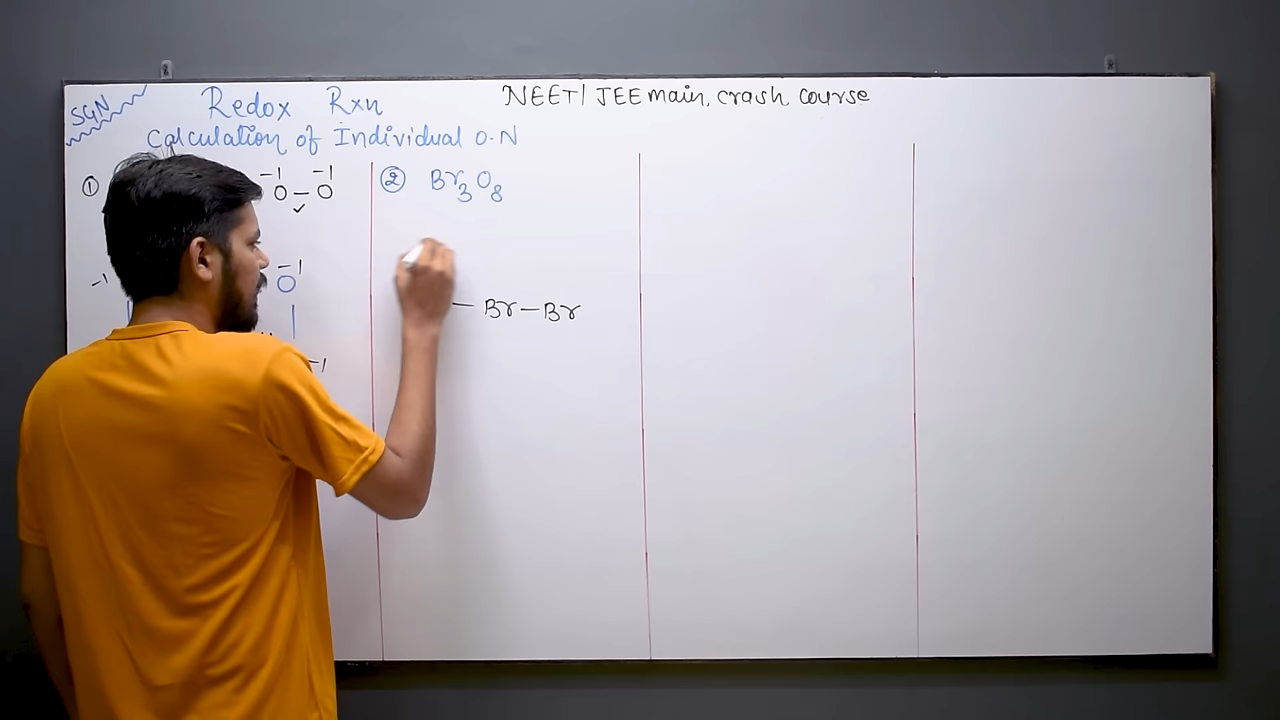 SGN
Redox Rxn
NEET/JEE main, crash course
Calculation of Individual O.N
① -1 -1
O - O ✓
-1 O
-1
-1
② Br3O8
- Br - Br